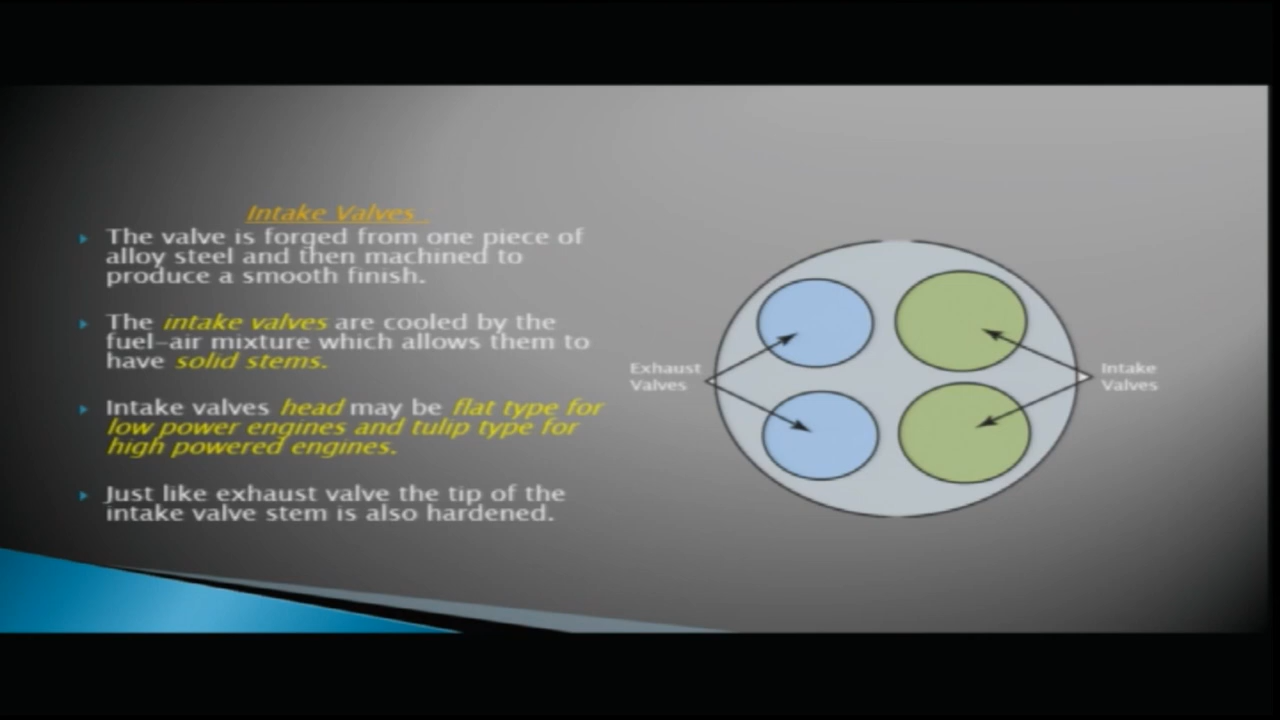 Intake Valves
The valve is forged from one piece of
alloy steel and then machined to
produce a smooth finish.
The intake valves are cooled by the
fuel-air mixture which allows them to
have solid stems.
Intake valves head may be flat type for
low power engines and tulip type for
high powered engines.
Just like exhaust valve the tip of the
intake valve stem is also hardened.
Exhaust
Valves
Intake
Valves